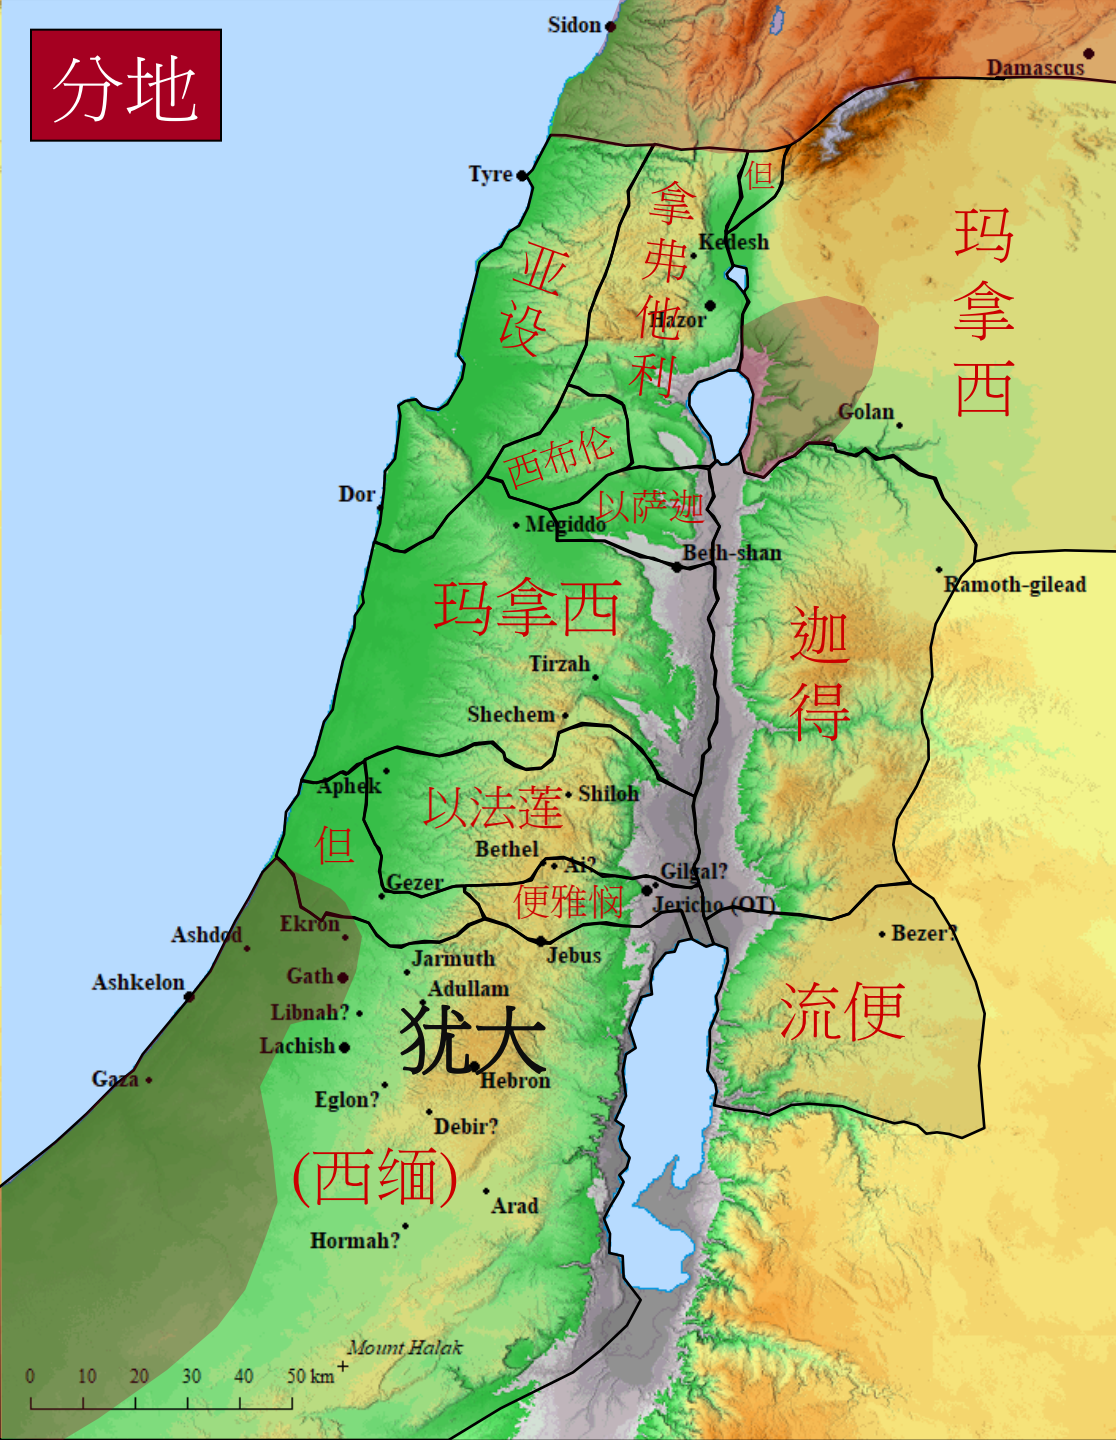 分地
Sidon
Damascus
Tyre
但
拿弗他利
Kedesh
玛拿西
亚设
Hazor
Golan
西布伦
Dor
以萨迦
Megiddo
Beth-shan
Ramoth-gilead
玛拿西
迦得
Tirzah
Shechem
Aphek
以法莲
Shiloh
但
Bethel
Ai?
Gilgal?
Gezer
便雅悯
Jericho (OT)
Ekron
Ashdod
Bezer?
Jebus
Jarmuth
Gath
Ashkelon
Adullam
Libnah?
流便
犹大
Lachish
Gaza
Hebron
Eglon?
Debir?
(西缅)
Arad
Hormah?
Mount Halak
0 10 20 30 40 50 km